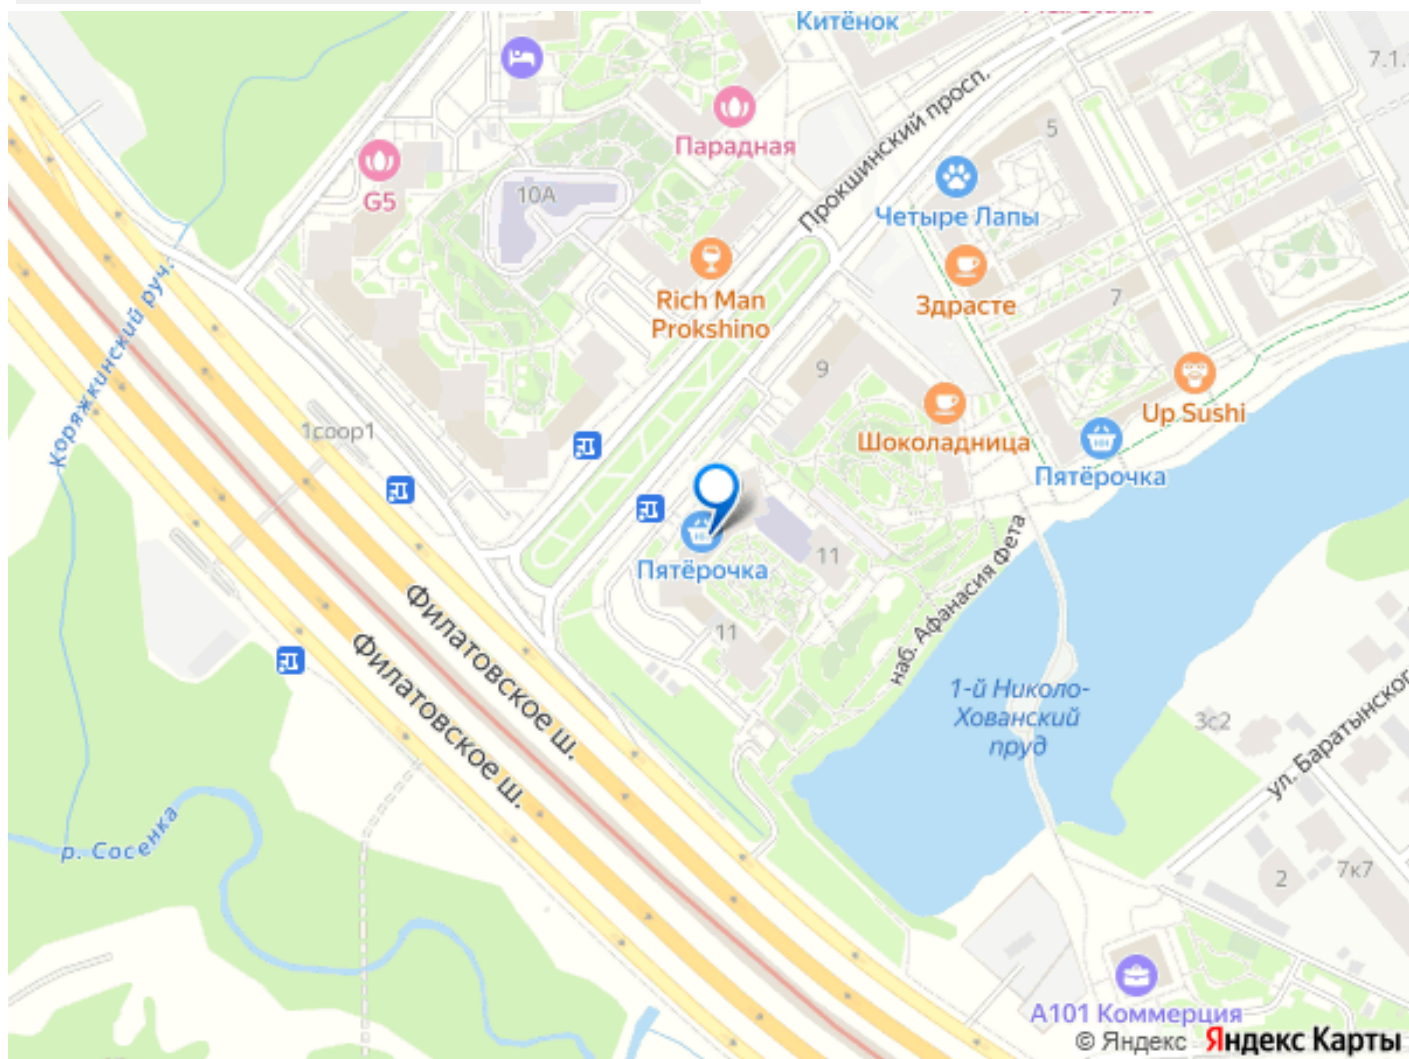 Китёнок
7.1.
Парадная
5
Прокшинский просп.
G5
10А
Четыре Лапы
Rich Man
Prokshino
Здрасте
7
Коряжкинский руч.
9
Up Sushi
1соор1
Шоколадница
Пятёрочка
Пятёрочка
11
наб. Афанасия Фета
11
Филатовское ш.
Филатовское ш.
1-й Николо-
Хованский
пруд
3с2
ул. Баратынского
р. Сосенка
2
7к7
А101 Коммерция
© Яндекс Яндекс Карты